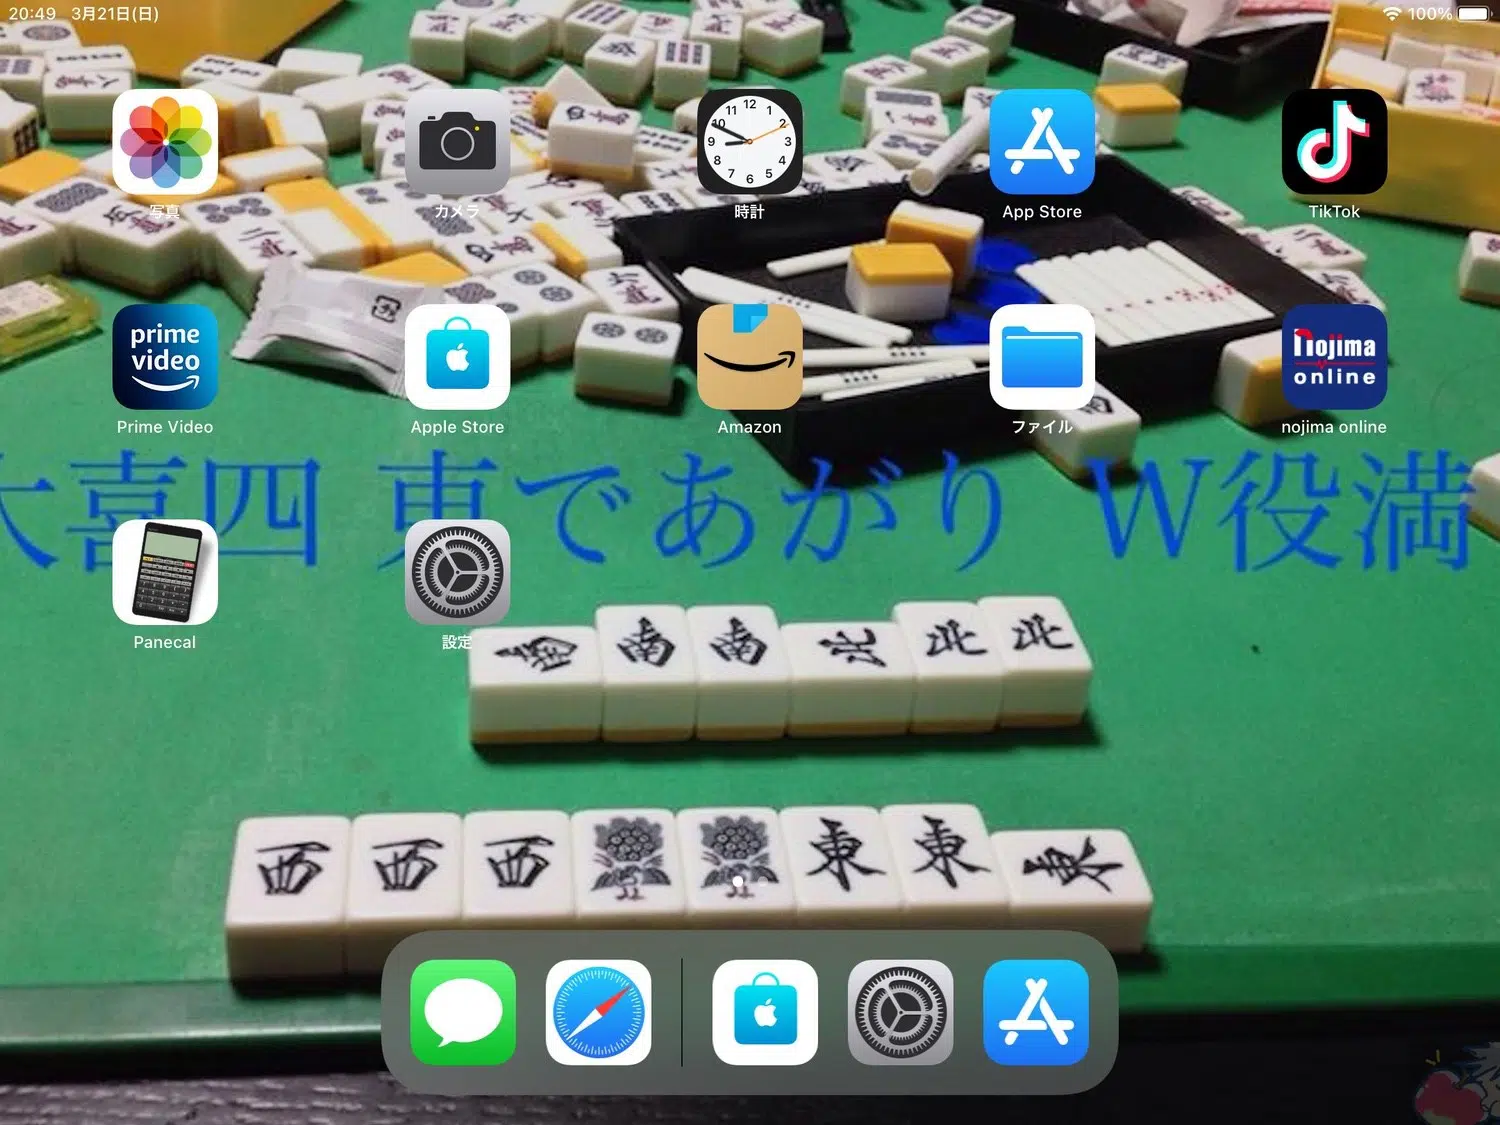 20:49 3月21日(日) 100%
写真 カメラ 時計 App Store TikTok
prime video nojima online
Prime Video Apple Store Amazon ファイル nojima online
大喜四 東であがり W役満
Panecal 設定
南 南 南 北 北 北
西 西 西 東 東 東